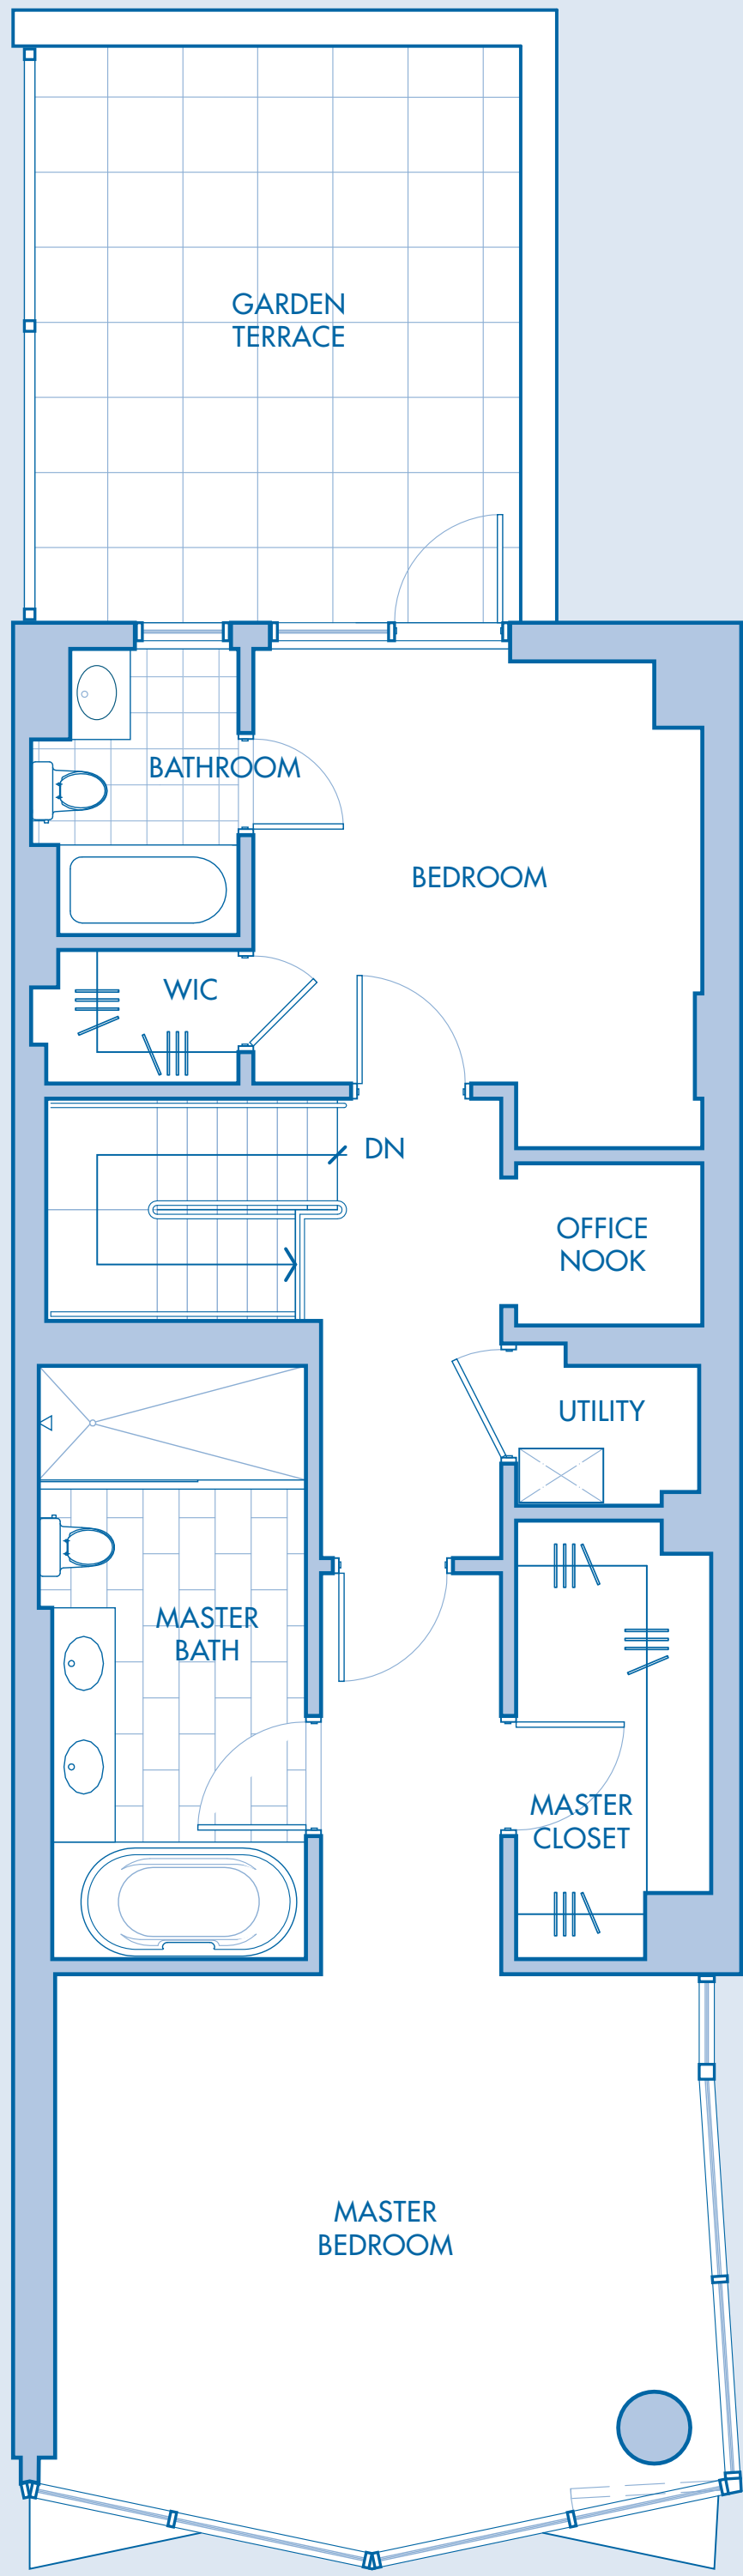 GARDEN
TERRACE
BATHROOM
BEDROOM
WIC
DN
OFFICE
NOOK
UTILITY
MASTER
BATH
MASTER
CLOSET
MASTER
BEDROOM